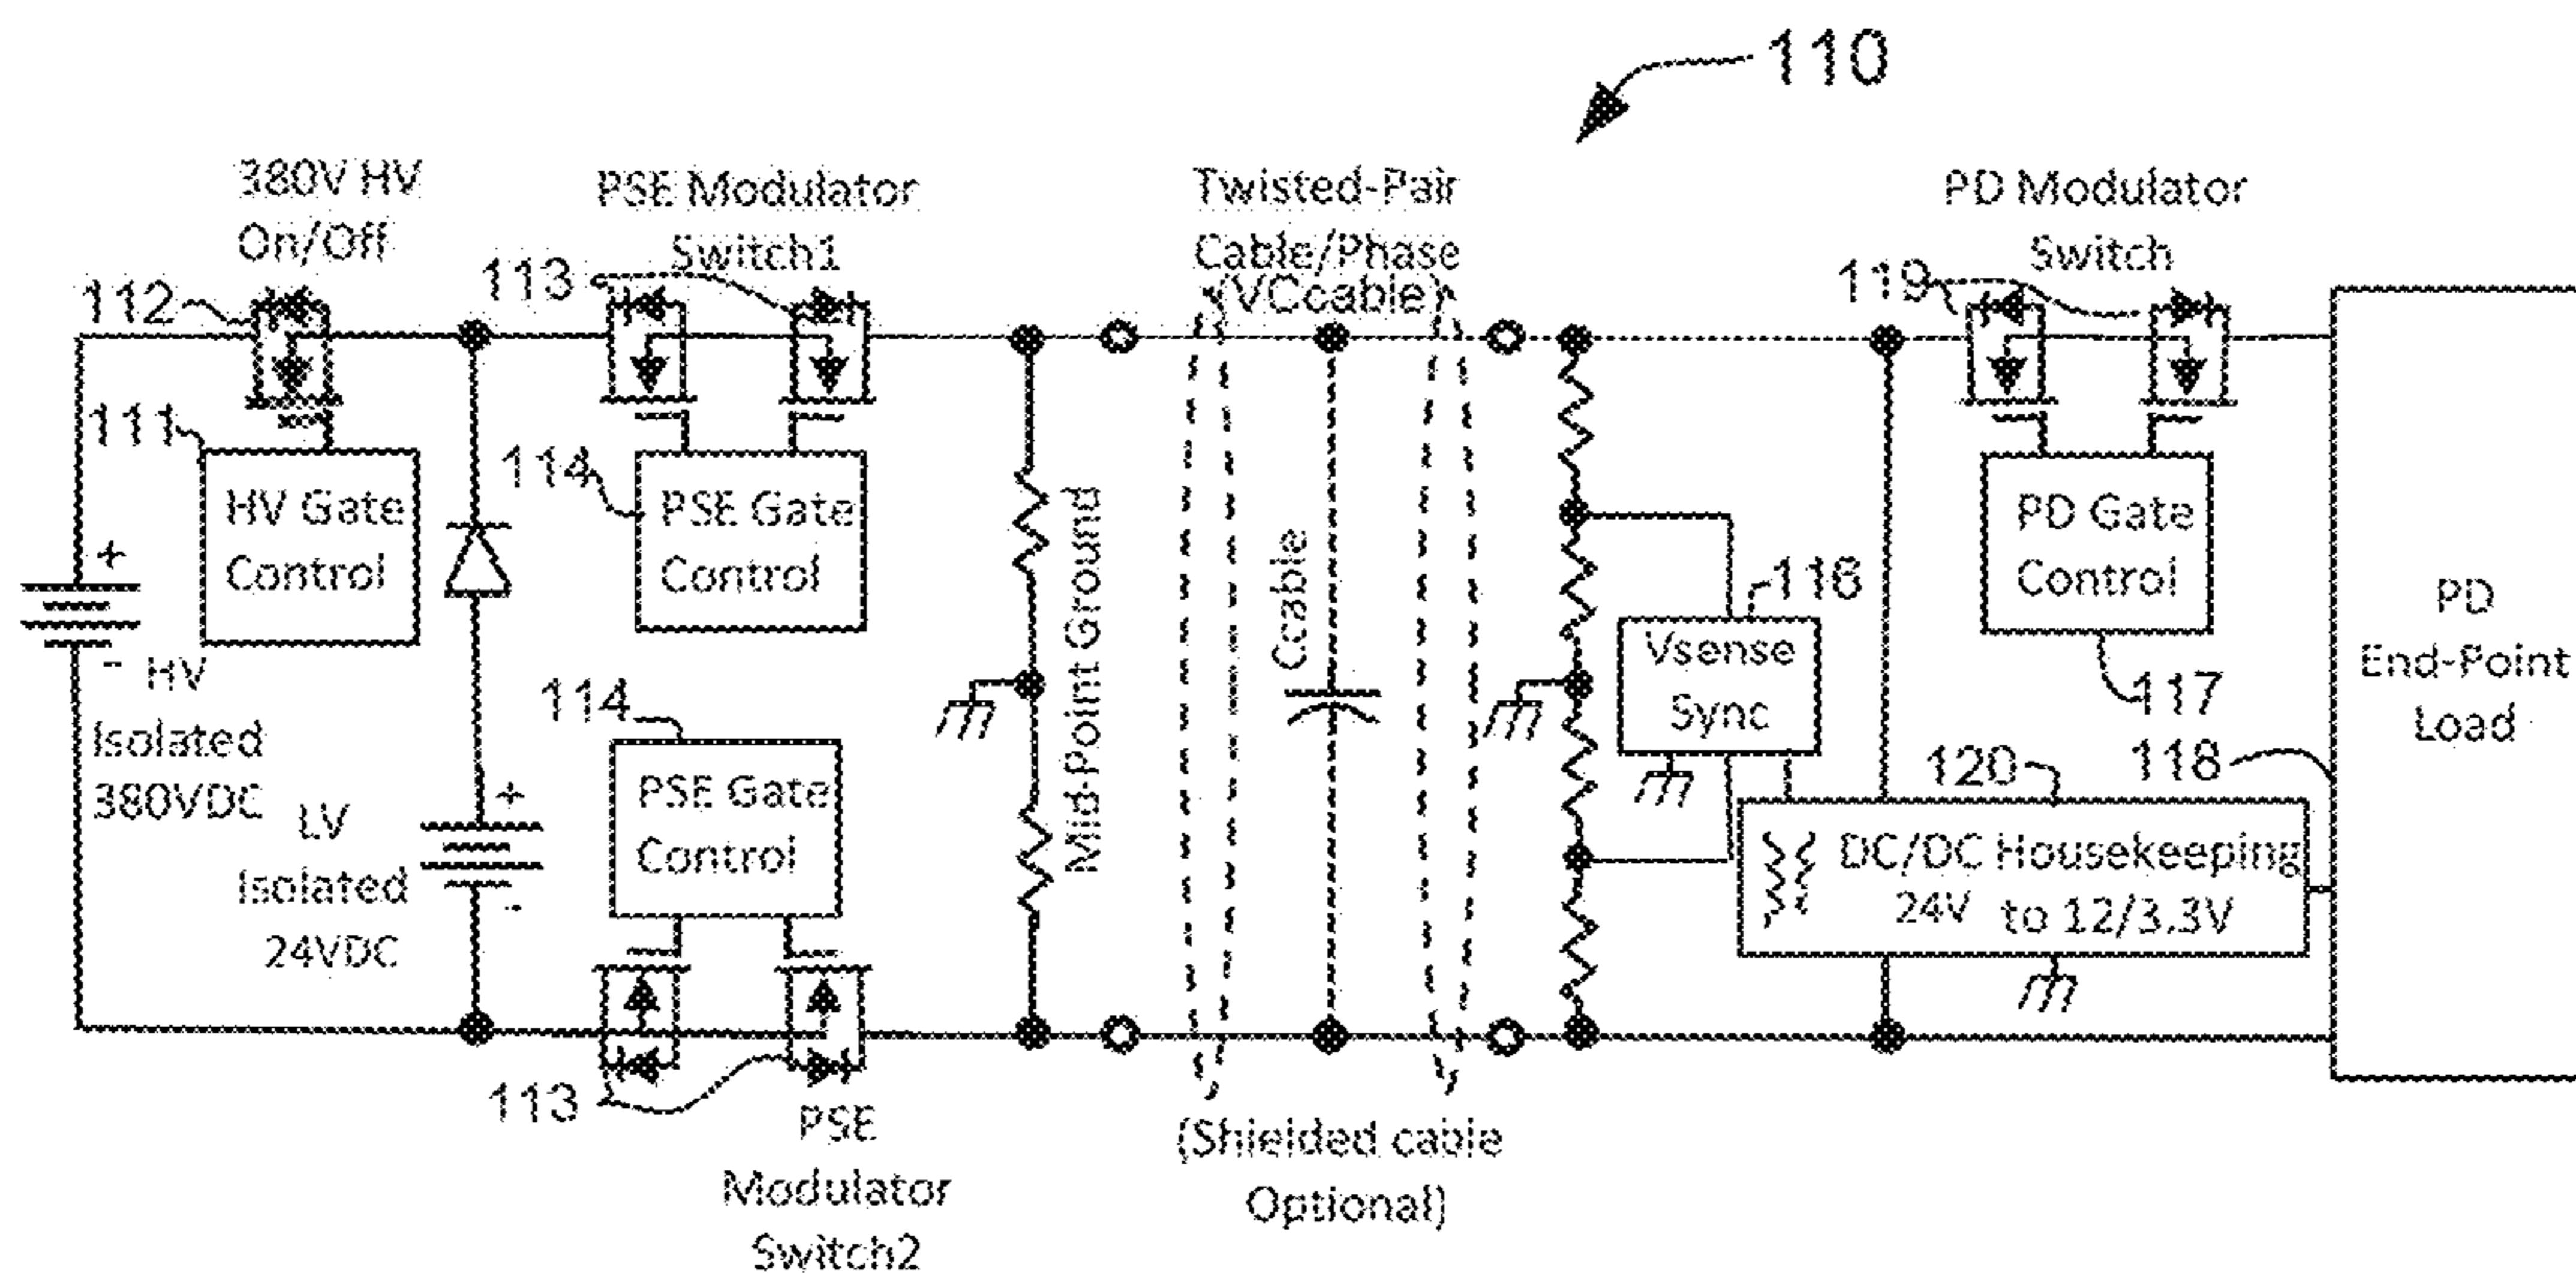 110
380V HV
On/Off
PSE Modulator
Switch1
Twisted-Pair
Cable/Phase
(VCcable)
PD Modulator
Switch
112
113
119
111
HV Gate
Control
114
PSE Gate
Control
+
-
HV
Isolated
380VDC
LV
Isolated
24VDC
+
-
114
PSE Gate
Control
113
PSE
Modulator
Switch2
Mid-Point Ground
Ccable
(Shielded cable
Optional)
116
Vsense
Sync
PD Gate
Control
117
118
120
DC/DC Housekeeping
24V to 12/3.3V
PD
End-Point
Load